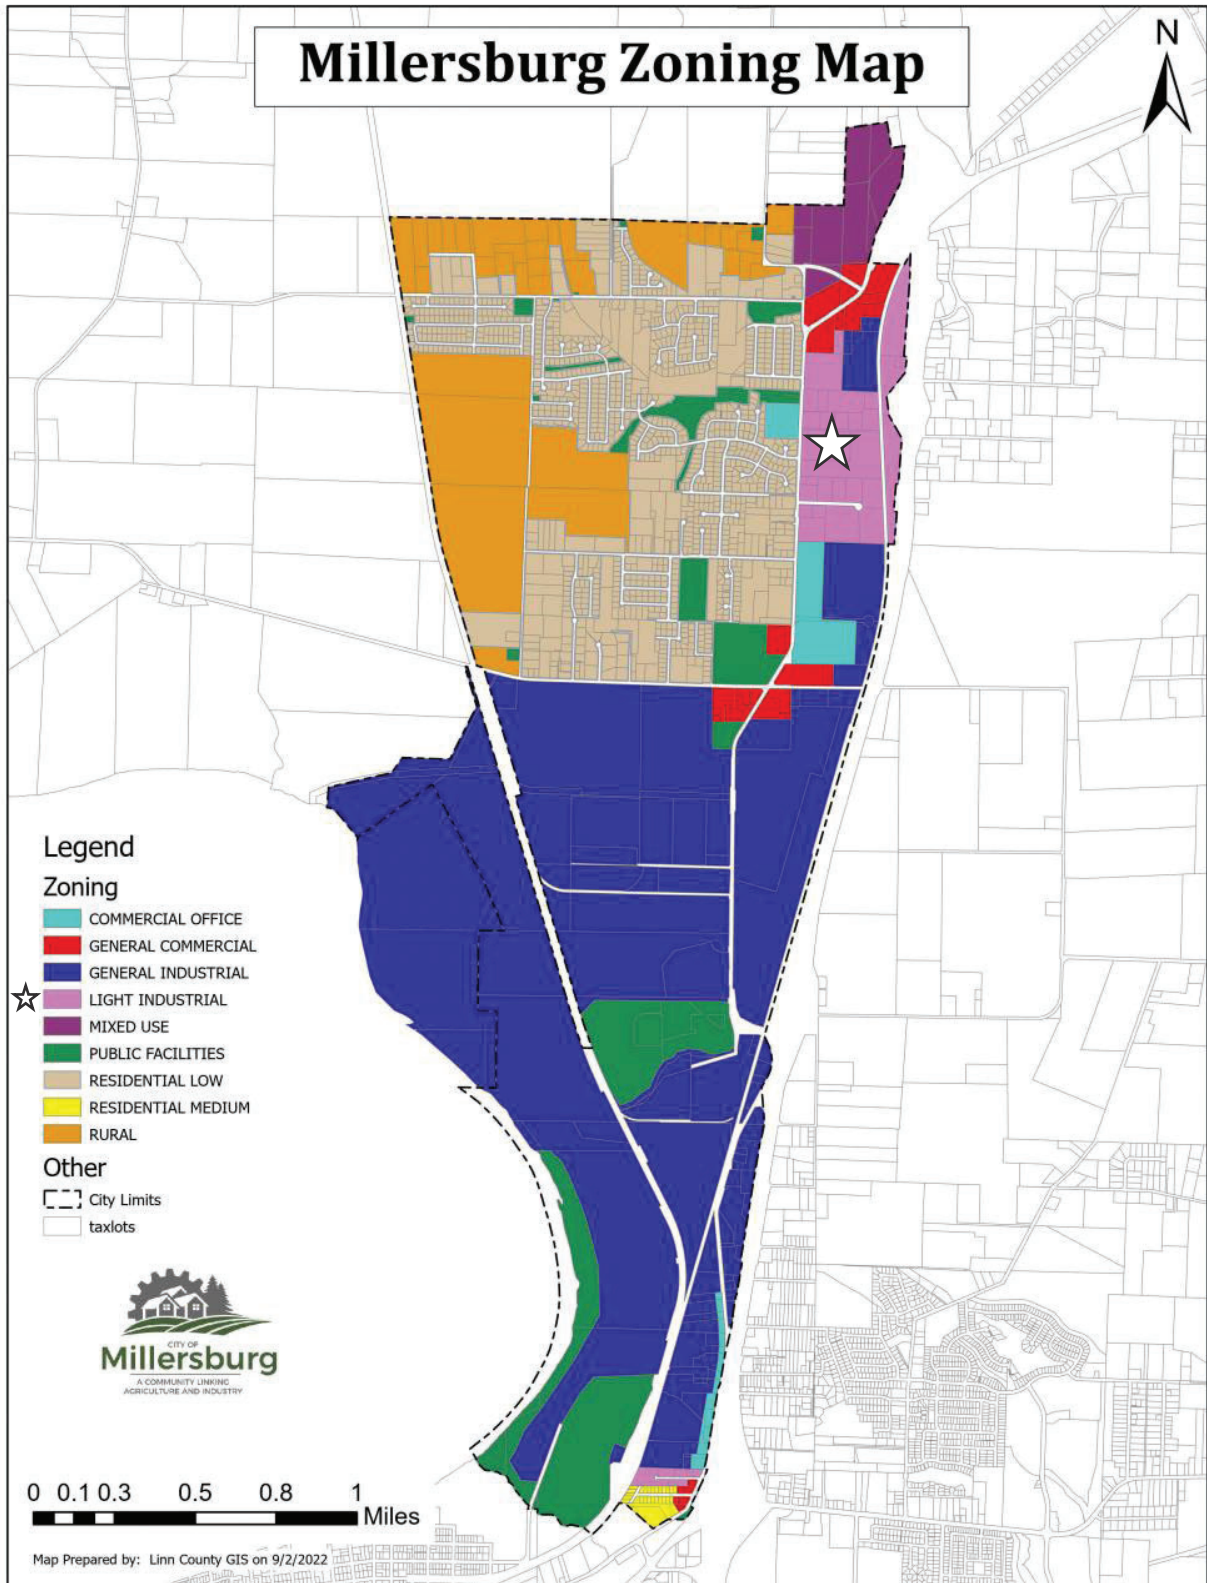 Millersburg Zoning Map
N
Legend
Zoning
COMMERCIAL OFFICE
GENERAL COMMERCIAL
GENERAL INDUSTRIAL
LIGHT INDUSTRIAL
MIXED USE
PUBLIC FACILITIES
RESIDENTIAL LOW
RESIDENTIAL MEDIUM
RURAL
Other
City Limits
taxlots
CITY OF
Millersburg
A COMMUNITY LINKING
AGRICULTURE AND INDUSTRY
0 0.1 0.3 0.5 0.8 1
Miles
Map Prepared by: Linn County GIS on 9/2/2022